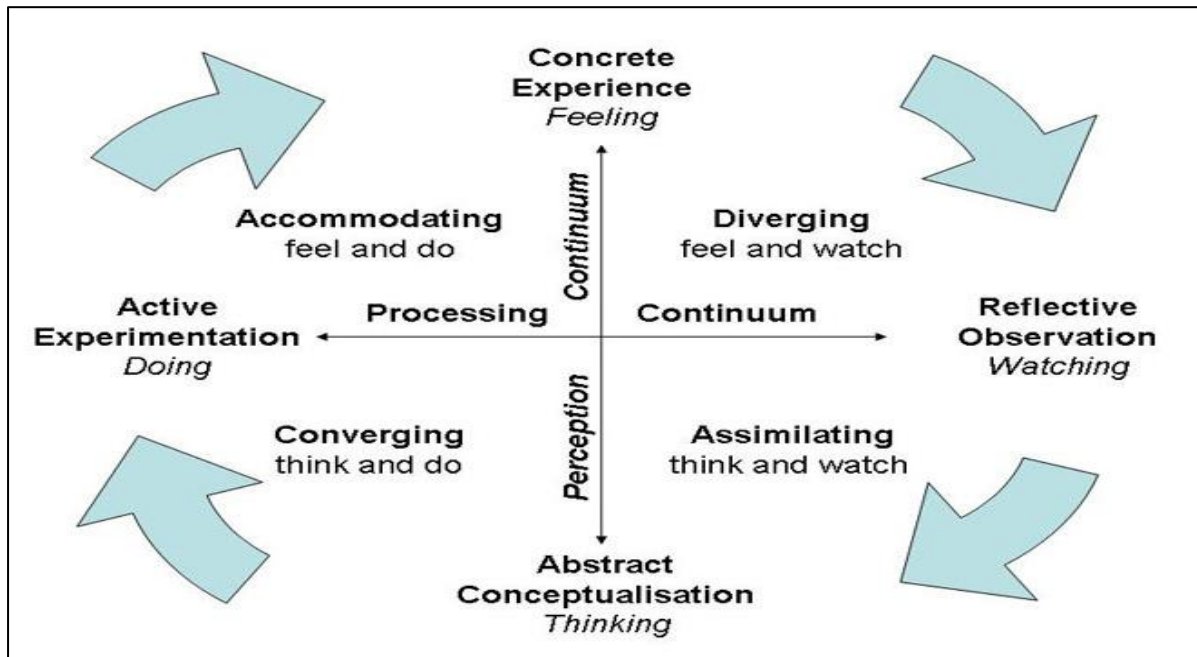 Concrete
Experience
Feeling
Accommodating
feel and do
Continuum
Diverging
feel and watch
Active
Experimentation
Doing
Processing
Continuum
Reflective
Observation
Watching
Converging
think and do
Perception
Assimilating
think and watch
Abstract
Conceptualisation
Thinking